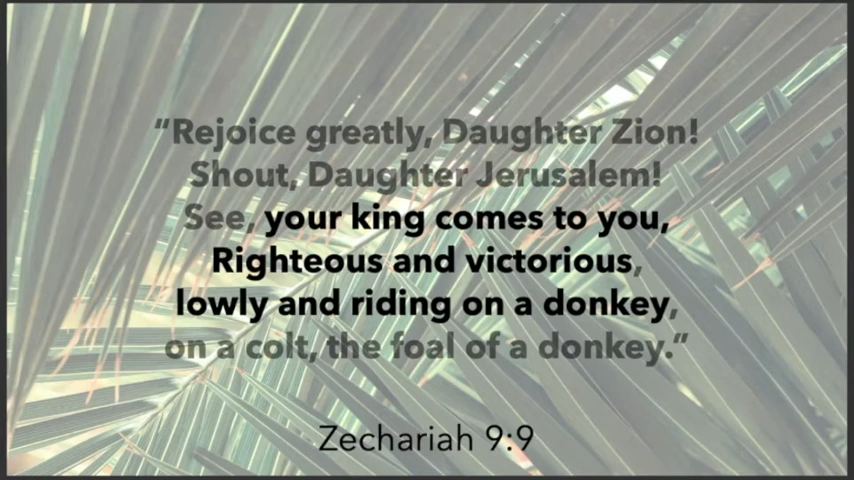 “Rejoice greatly, Daughter Zion!
Shout, Daughter Jerusalem!
See, your king comes to you,
Righteous and victorious,
lowly and riding on a donkey,
on a colt, the foal of a donkey.”
Zechariah 9:9